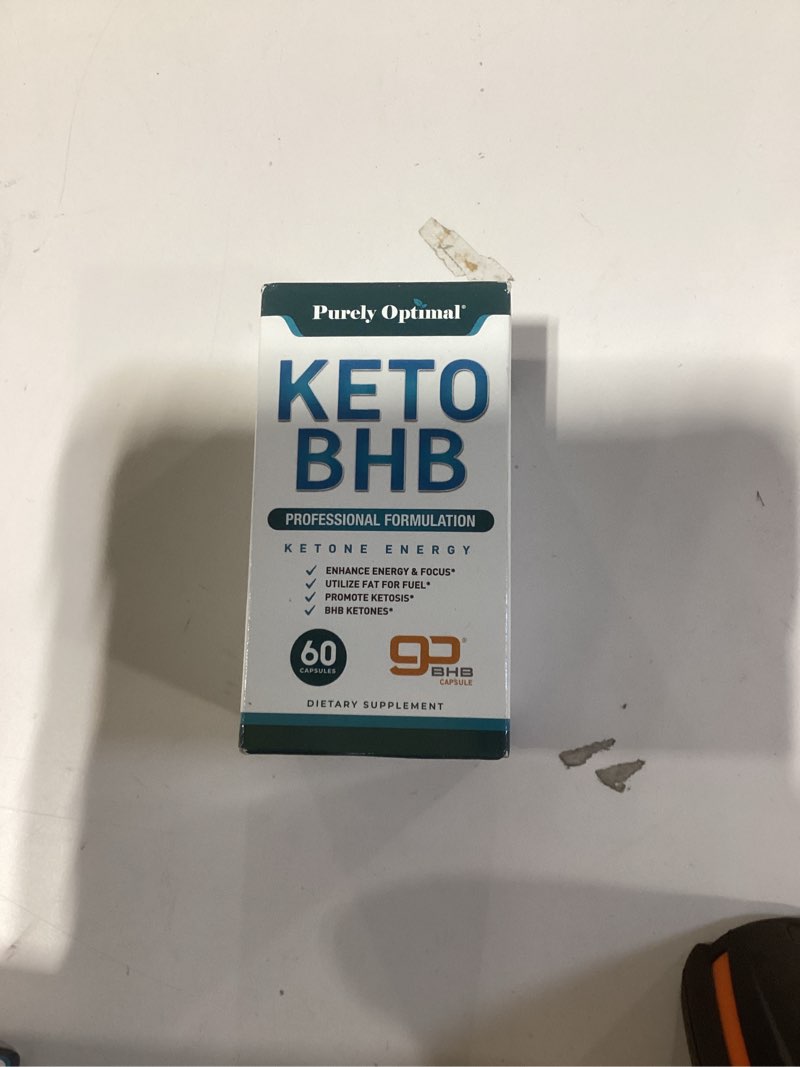 Purely Optimal®
KETO
BHB
PROFESSIONAL FORMULATION
KETONE ENERGY
✓ ENHANCE ENERGY & FOCUS*
✓ UTILIZE FAT FOR FUEL*
✓ PROMOTE KETOSIS*
✓ BHB KETONES*
60
CAPSULES
go®
BHB
CAPSULE
DIETARY SUPPLEMENT